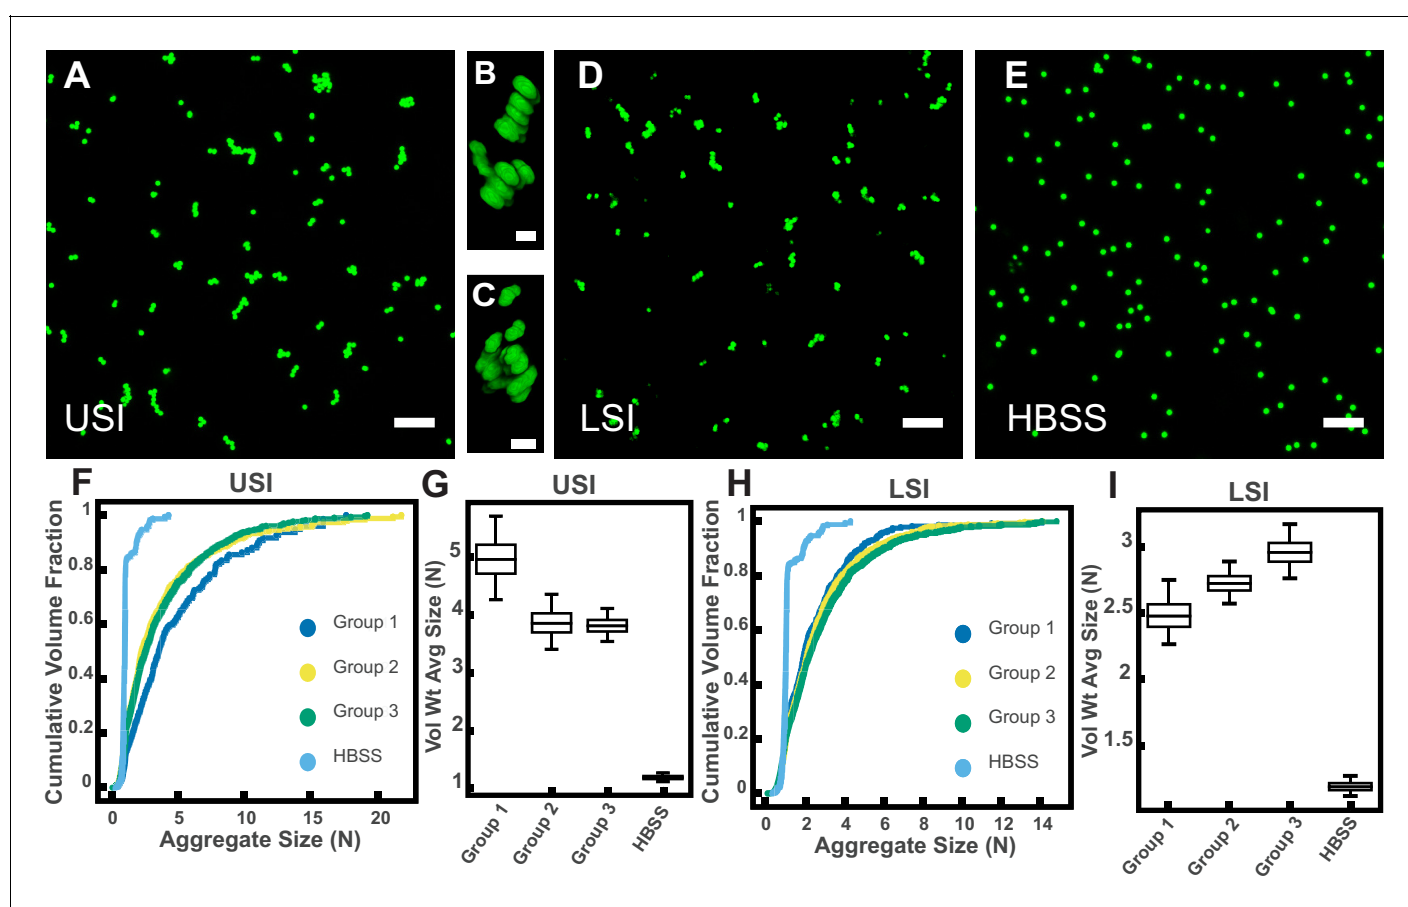 A
B
C
D
E
USI
LSI
HBSS
F
USI
Cumulative Volume Fraction
1
0.8
0.6
0.4
0.2
0
Group 1
Group 2
Group 3
HBSS
0 5 10 15 20
Aggregate Size (N)
G
USI
Vol Wt Avg Size (N)
5
4
3
2
1
Group 1
Group 2
Group 3
HBSS
H
LSI
Cumulative Volume Fraction
1
0.8
0.6
0.4
0.2
0
Group 1
Group 2
Group 3
HBSS
0 2 4 6 8 10 12 14
Aggregate Size (N)
I
LSI
Vol Wt Avg Size (N)
3
2.5
2
1.5
Group 1
Group 2
Group 3
HBSS